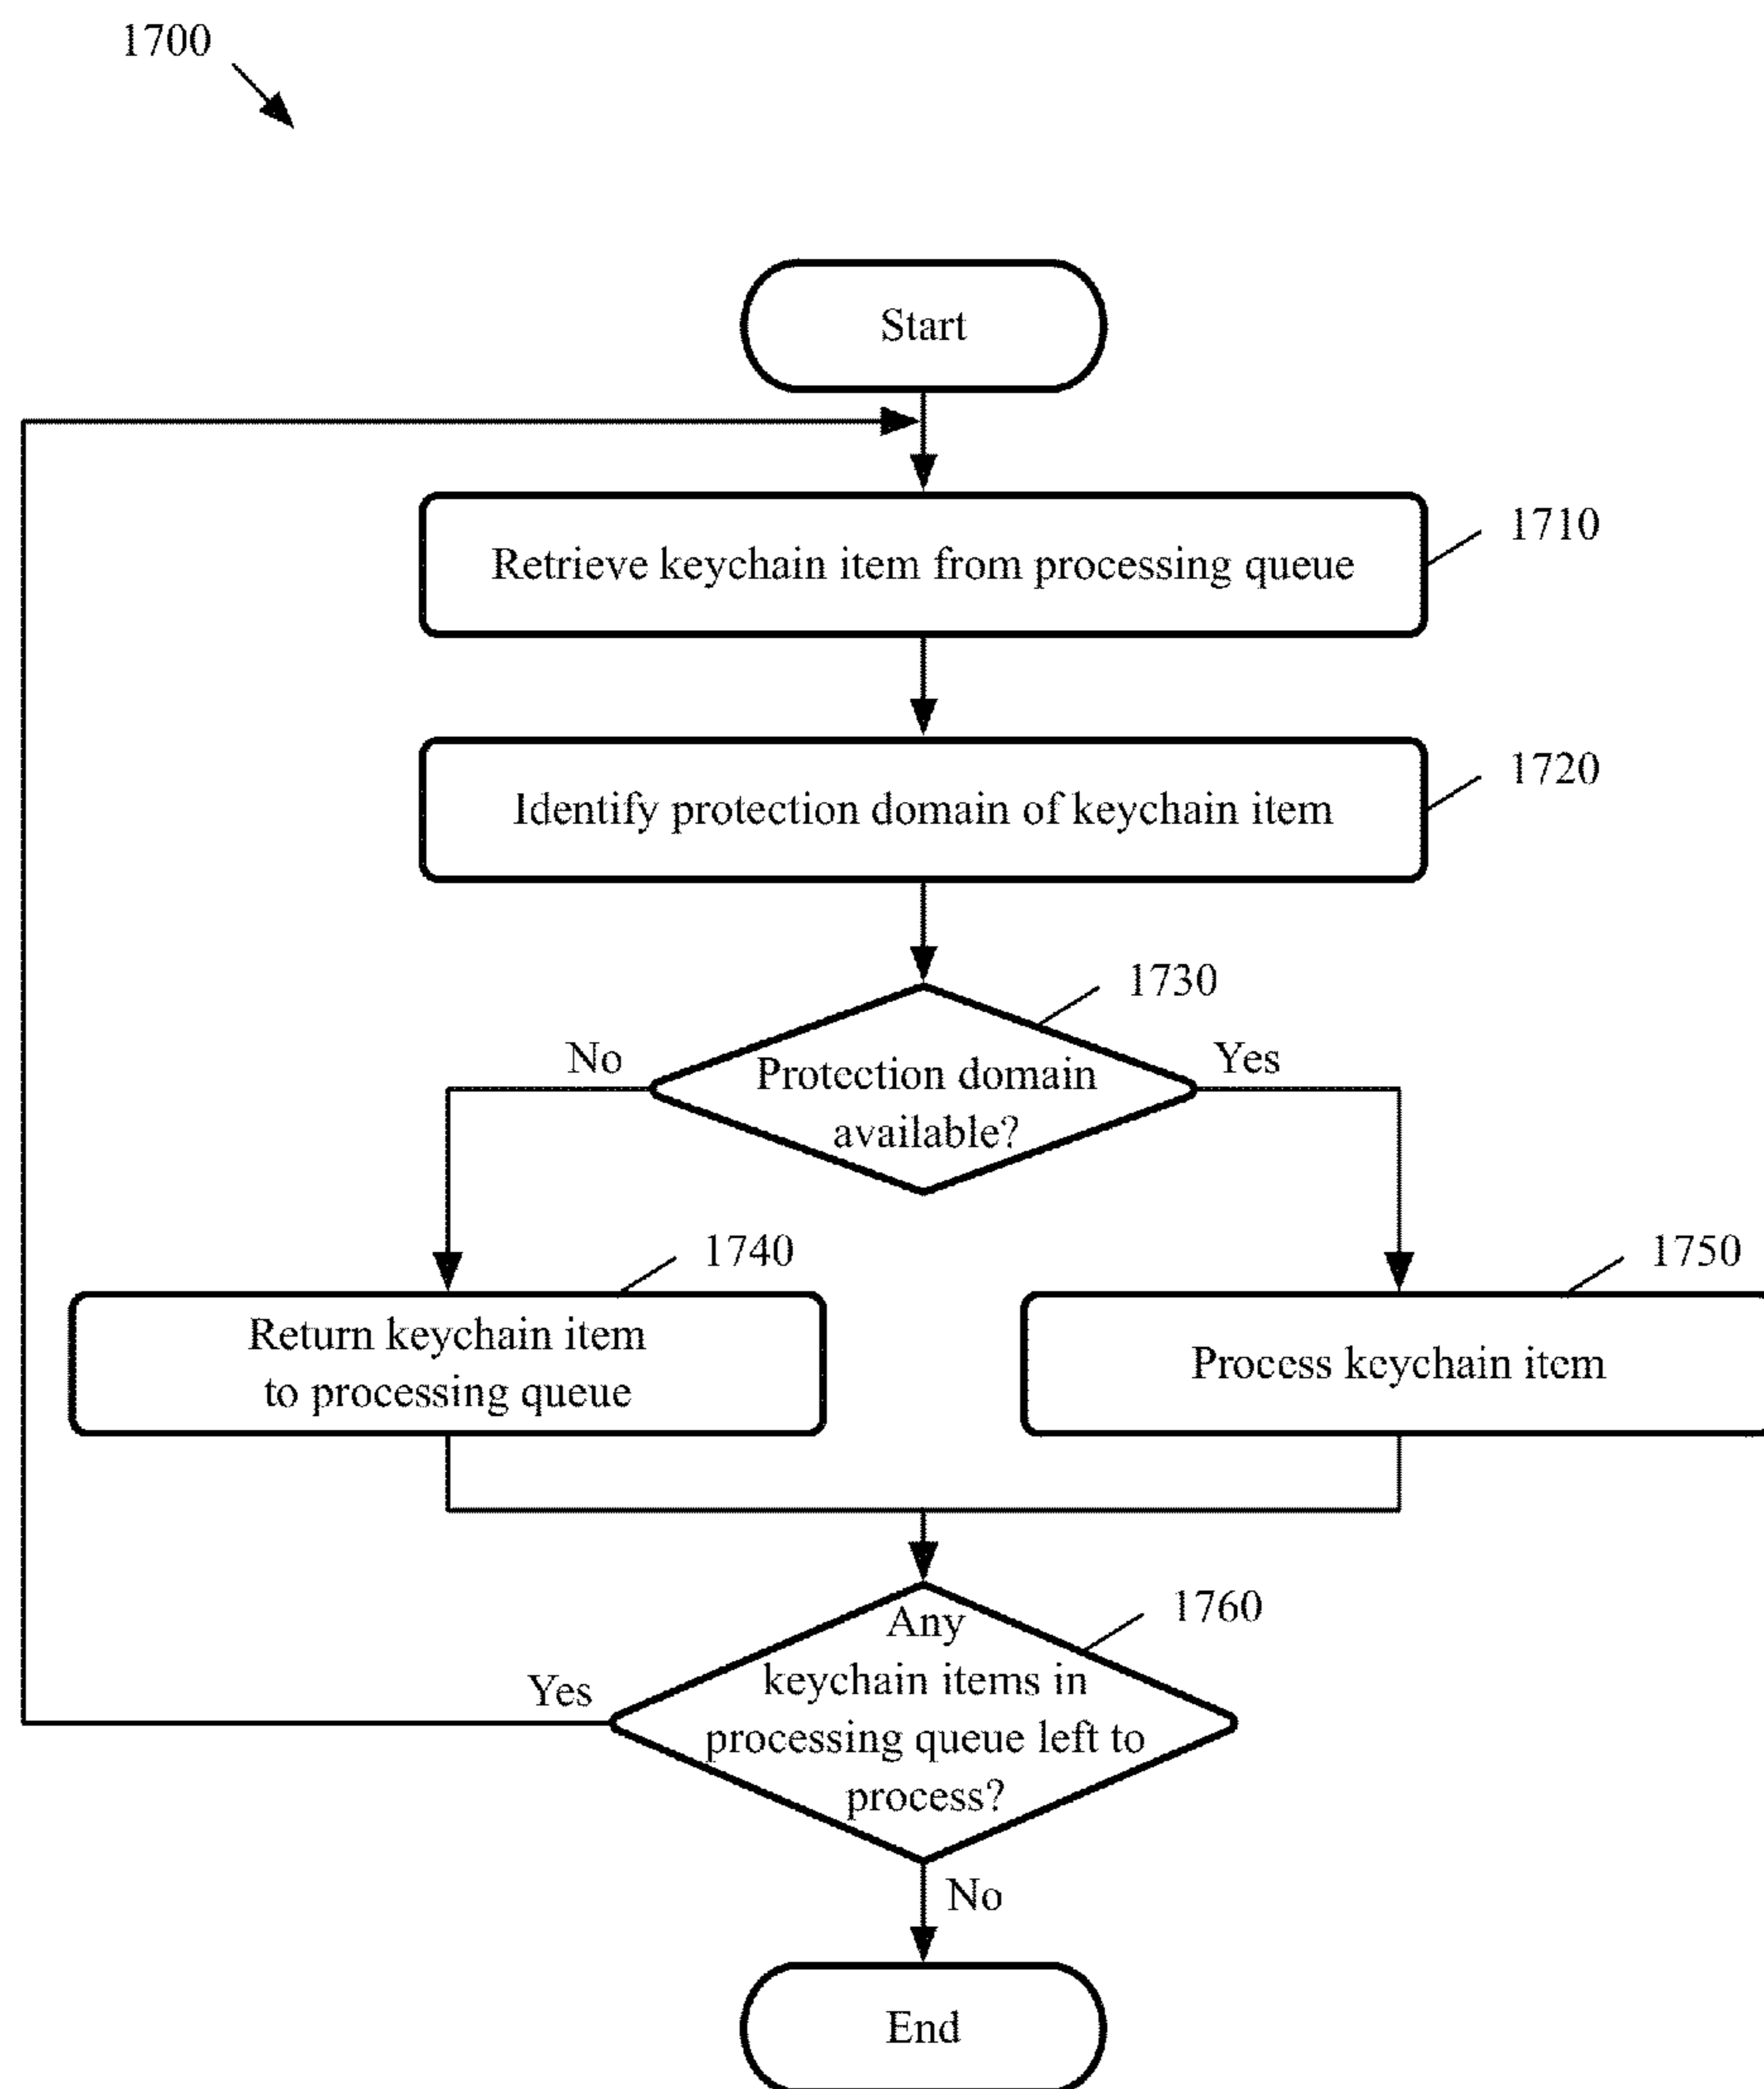 1700
Start
Retrieve keychain item from processing queue
1710
Identify protection domain of keychain item
1720
1730
No
Yes
Protection domain
available?
1740
1750
Return keychain item
to processing queue
Process keychain item
1760
Any
keychain items in
processing queue left to
process?
Yes
No
End